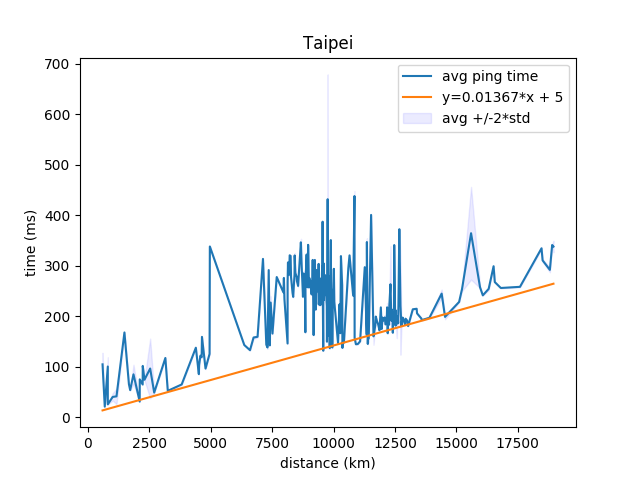 Taipei
700
600
500
400
300
200
100
0
time (ms)
avg ping time
y=0.01367*x + 5
avg +/-2*std
0
2500
5000
7500
10000
12500
15000
17500
distance (km)